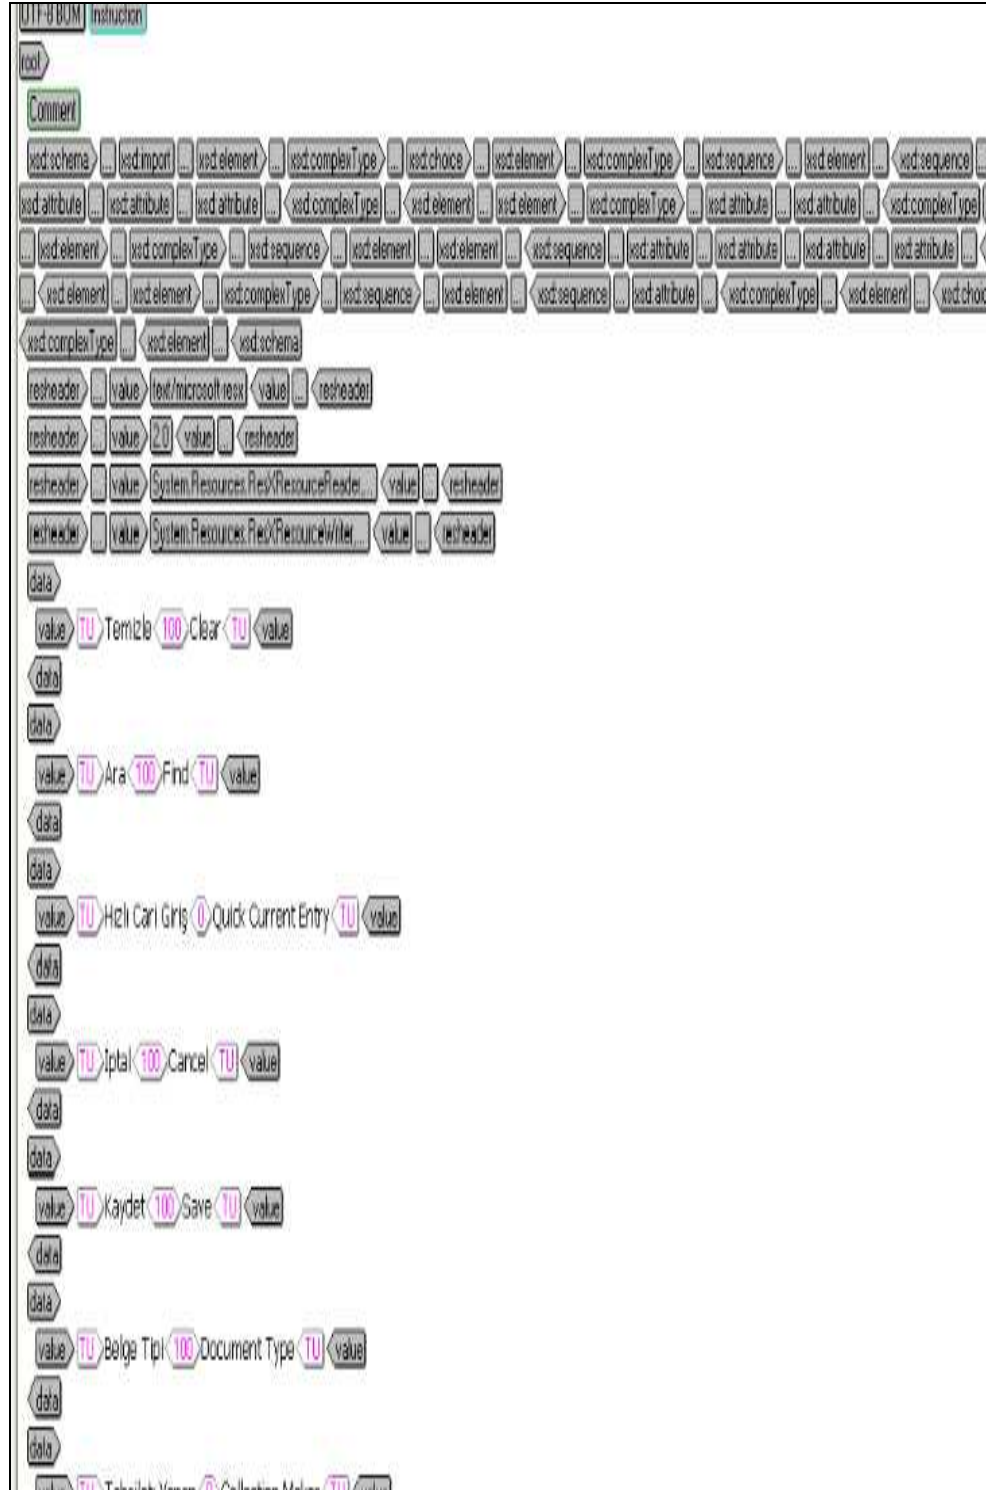 UTF-8 BOM Instruction
root
Comment
xsd:schema ... xsd:import ... xsd:element ... xsd:complexType ... xsd:choice ... xsd:element ... xsd:complexType ... xsd:sequence ... xsd:element ... xsd:sequence ...
xsd:attribute ... xsd:attribute ... xsd:attribute ... xsd:complexType ... xsd:element ... xsd:element ... xsd:complexType ... xsd:attribute ... xsd:attribute ... xsd:complexType
... xsd:element ... xsd:complexType ... xsd:sequence ... xsd:element ... xsd:element ... xsd:sequence ... xsd:attribute ... xsd:attribute ... xsd:attribute ... xsd:attribute ...
... xsd:element ... xsd:element ... xsd:complexType ... xsd:sequence ... xsd:element ... xsd:sequence ... xsd:attribute ... xsd:complexType ... xsd:element ... xsd:choic
xsd:complexType ... xsd:element ... xsd:schema
resheader ... value text/microsoft-resx value ... resheader
resheader ... value 2.0 value ... resheader
resheader ... value System.Resources.ResXResourceReader, ... value ... resheader
resheader ... value System.Resources.ResXResourceWriter, ... value ... resheader
data
value TU Temizle 100 Clear TU value
data
data
value TU Ara 100 Find TU value
data
data
value TU Hızlı Cari Giriş 0 Quick Current Entry TU value
data
data
value TU Iptal 100 Cancel TU value
data
data
value TU Kaydet 100 Save TU value
data
data
value TU Belge Tipi 100 Document Type TU value
data
data
value TU Yapan 0 Collection TU value